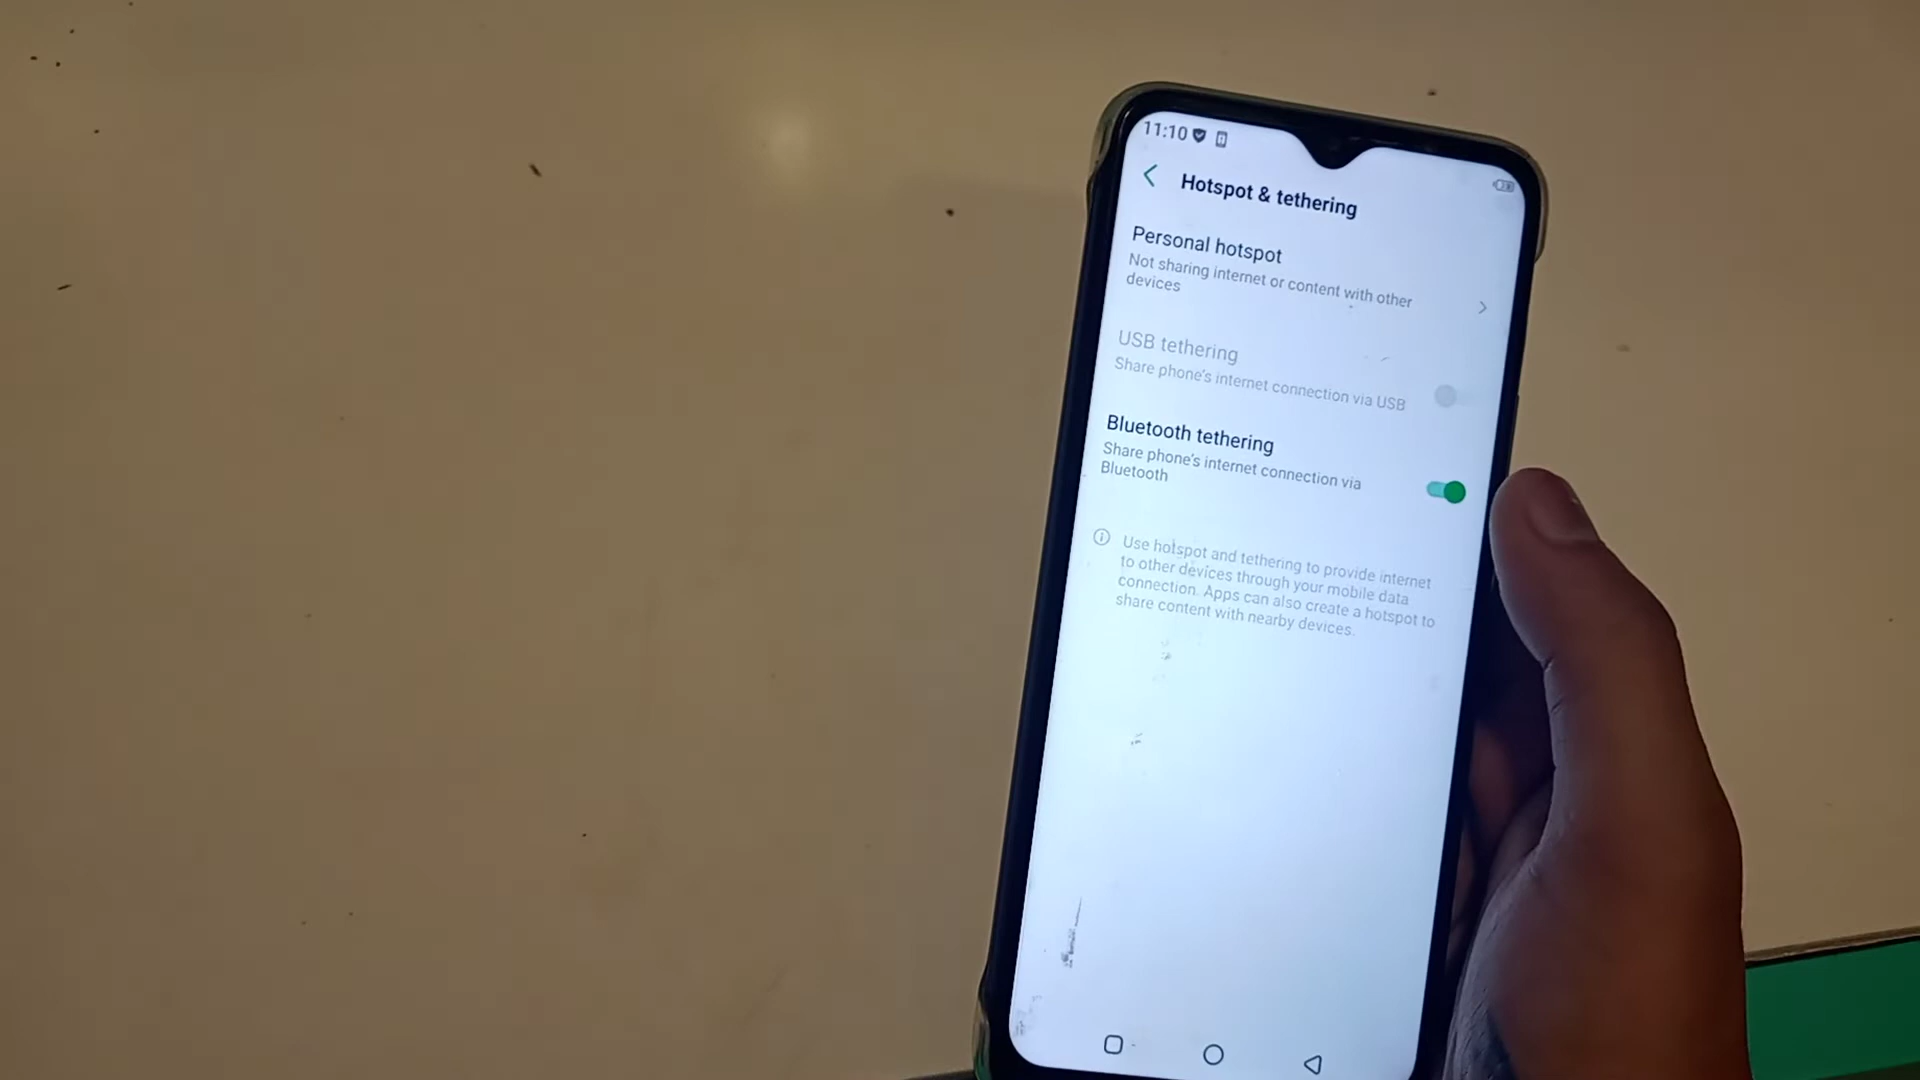 11:10
Hotspot & tethering
Personal hotspot
Not sharing internet or content with other
devices
USB tethering
Share phone's internet connection via USB
Bluetooth tethering
Share phone's internet connection via
Bluetooth
Use hotspot and tethering to provide internet
to other devices through your mobile data
connection. Apps can also create a hotspot to
share content with nearby devices.